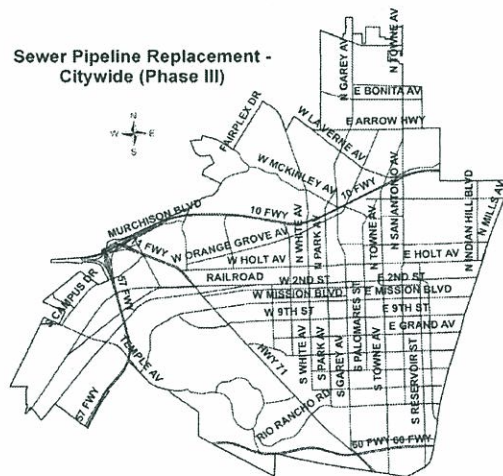 Sewer Pipeline Replacement -
Citywide (Phase III)
N
W E
S
N GAREY AV
N TOWNE AV
E BONITA AV
E ARROW HWY
FAIRPLEX DR
W LA VERNE AV
W MCKINLEY AV
10 FWY
MURCHISON BLVD
10 FWY
N WHITE AV
N PARK AV
N TOWNE AV
N SAN ANTONIO AV
N INDIAN HILL BLVD
N MILLS AV
W ORANGE GROVE AV
W HOLT AV
E HOLT AV
RAILROAD
W 2ND ST
E 2ND ST
W MISSION BLVD
E MISSION BLVD
W 9TH ST
E 9TH ST
E GRAND AV
S CAMPUS DR
57 FWY
TEMPLE AV
HWY 71
S WHITE AV
S PARK AV
S GAREY AV
S PALOMARES ST
S TOWNE AV
S RESERVOIR ST
RIO RANCHO RD
57 FWY
60 FWY
60 FWY